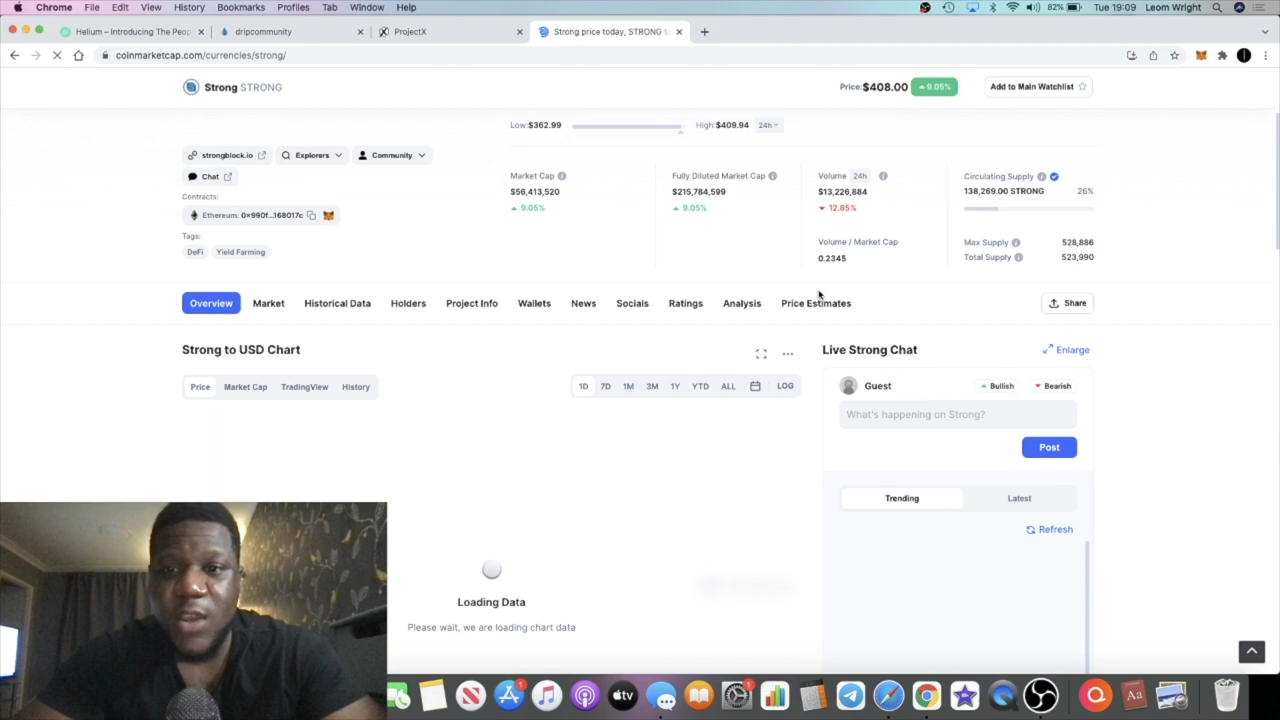 Chrome File Edit View History Bookmarks Profiles Tab Window Help 82% Tue 19:09 Leom Wright
Helium – Introducing The Peop × dripcommunity × ProjectX × Strong price today, STRONG to ×
coinmarketcap.com/currencies/strong/
Strong STRONG Price:$408.00 9.05% Add to Main Watchlist
Low:$362.99 High:$409.94 24h
strongblock.io Explorers Community
Chat
Contracts:
Ethereum: 0x990f...168017c
Tags:
DeFi Yield Farming
Market Cap Fully Diluted Market Cap Volume 24h Circulating Supply
$56,413,520 $215,784,599 $13,226,884 138,269.00 STRONG 26%
9.05% 9.05% 12.85%
Volume / Market Cap Max Supply 528,886
0.2345 Total Supply 523,990
Overview Market Historical Data Holders Project Info Wallets News Socials Ratings Analysis Price Estimates Share
Strong to USD Chart Live Strong Chat Enlarge
Price Market Cap TradingView History 1D 7D 1M 3M 1Y YTD ALL LOG
Guest Bullish Bearish
What's happening on Strong?
Post
Trending Latest
Refresh
Loading Data
Please wait, we are loading chart data
tv